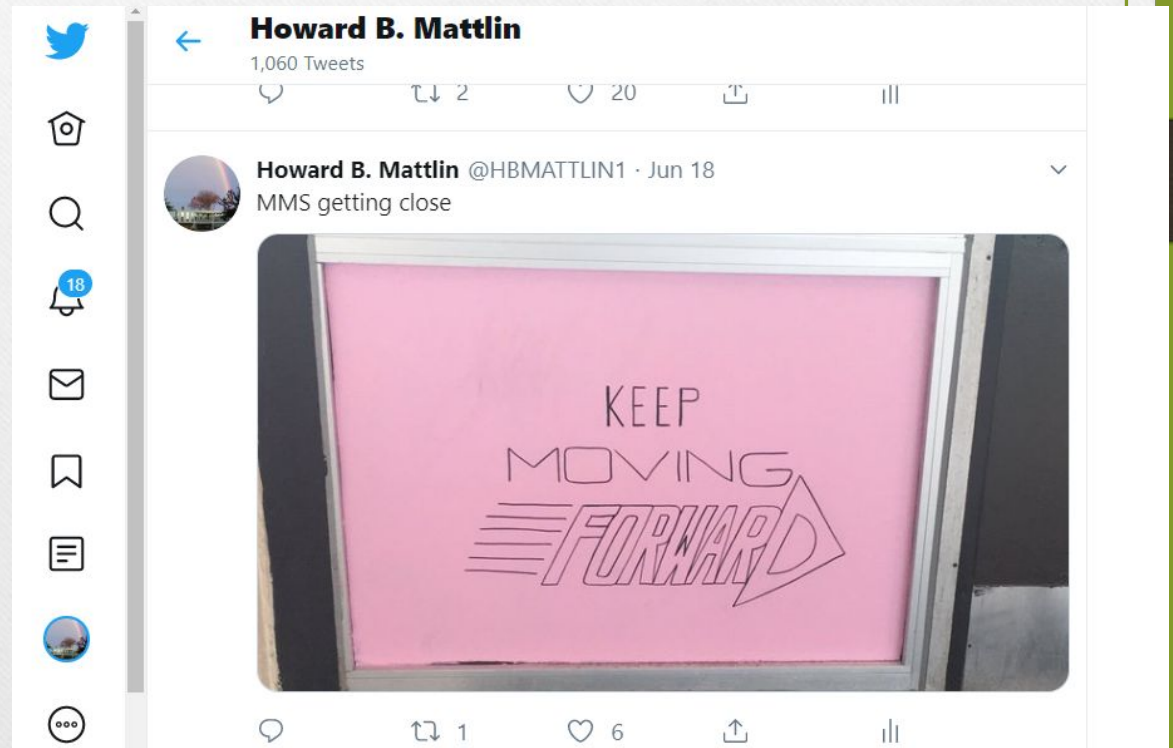 Howard B. Mattlin
1,060 Tweets
2 20
Howard B. Mattlin @HBMATTLIN1 · Jun 18
MMS getting close
18
KEEP
MOVING
FORWARD
1 6